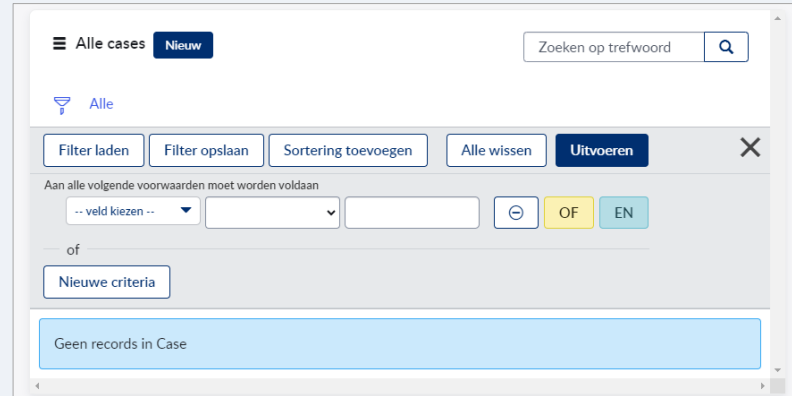 Alle cases Nieuw Zoeken op trefwoord
Alle
Filter laden Filter opslaan Sortering toevoegen Alle wissen Uitvoeren
Aan alle volgende voorwaarden moet worden voldaan
-- veld kiezen -- OF EN
of
Nieuwe criteria
Geen records in Case